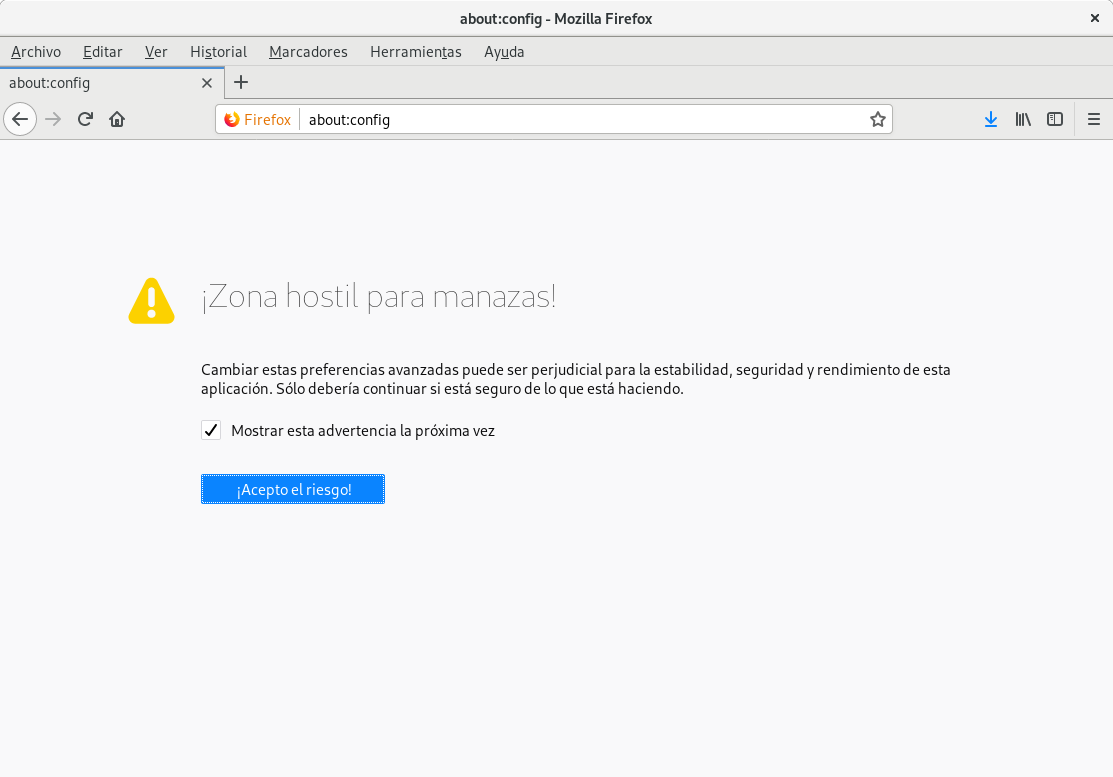 about:config - Mozilla Firefox
Archivo Editar Ver Historial Marcadores Herramientas Ayuda
about:config
Firefox about:config
¡Zona hostil para manazas!
Cambiar estas preferencias avanzadas puede ser perjudicial para la estabilidad, seguridad y rendimiento de esta
aplicación. Sólo debería continuar si está seguro de lo que está haciendo.
Mostrar esta advertencia la próxima vez
¡Acepto el riesgo!